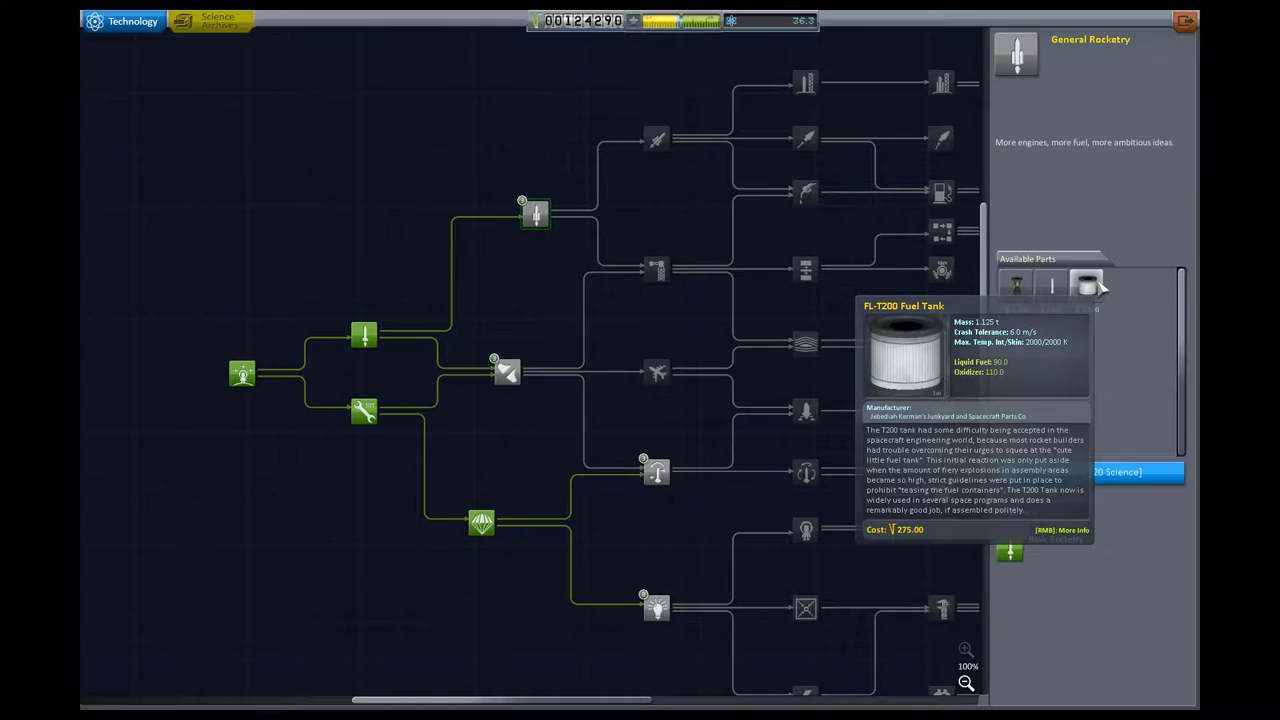 Technology
Science
Archives
00124290
36.3
General Rocketry
More engines, more fuel, more ambitious ideas.
3
Available Parts
FL-T200 Fuel Tank
Mass: 1.125 t
Crash Tolerance: 6.0 m/s
Max. Temp. Int/Skin: 2000/2000 K
Liquid Fuel: 90.0
Oxidizer: 110.0
1m
Manufacturer:
Jebediah Kerman's Junkyard and Spacecraft Parts Co
The T200 tank had some difficulty being accepted in the
spacecraft engineering world, because most rocket builders
had trouble overcoming their urges to squee at the "cute
little fuel tank". This initial reaction was only put aside
when the amount of fiery explosions in assembly areas
became so high, strict guidelines were put in place to
prohibit "teasing the fuel containers". The T200 Tank now is
widely used in several space programs and does a
remarkably good job, if assembled politely.
20 Science]
Cost: 275.00
[RMB]: More Info
Basic Rocketry
100%